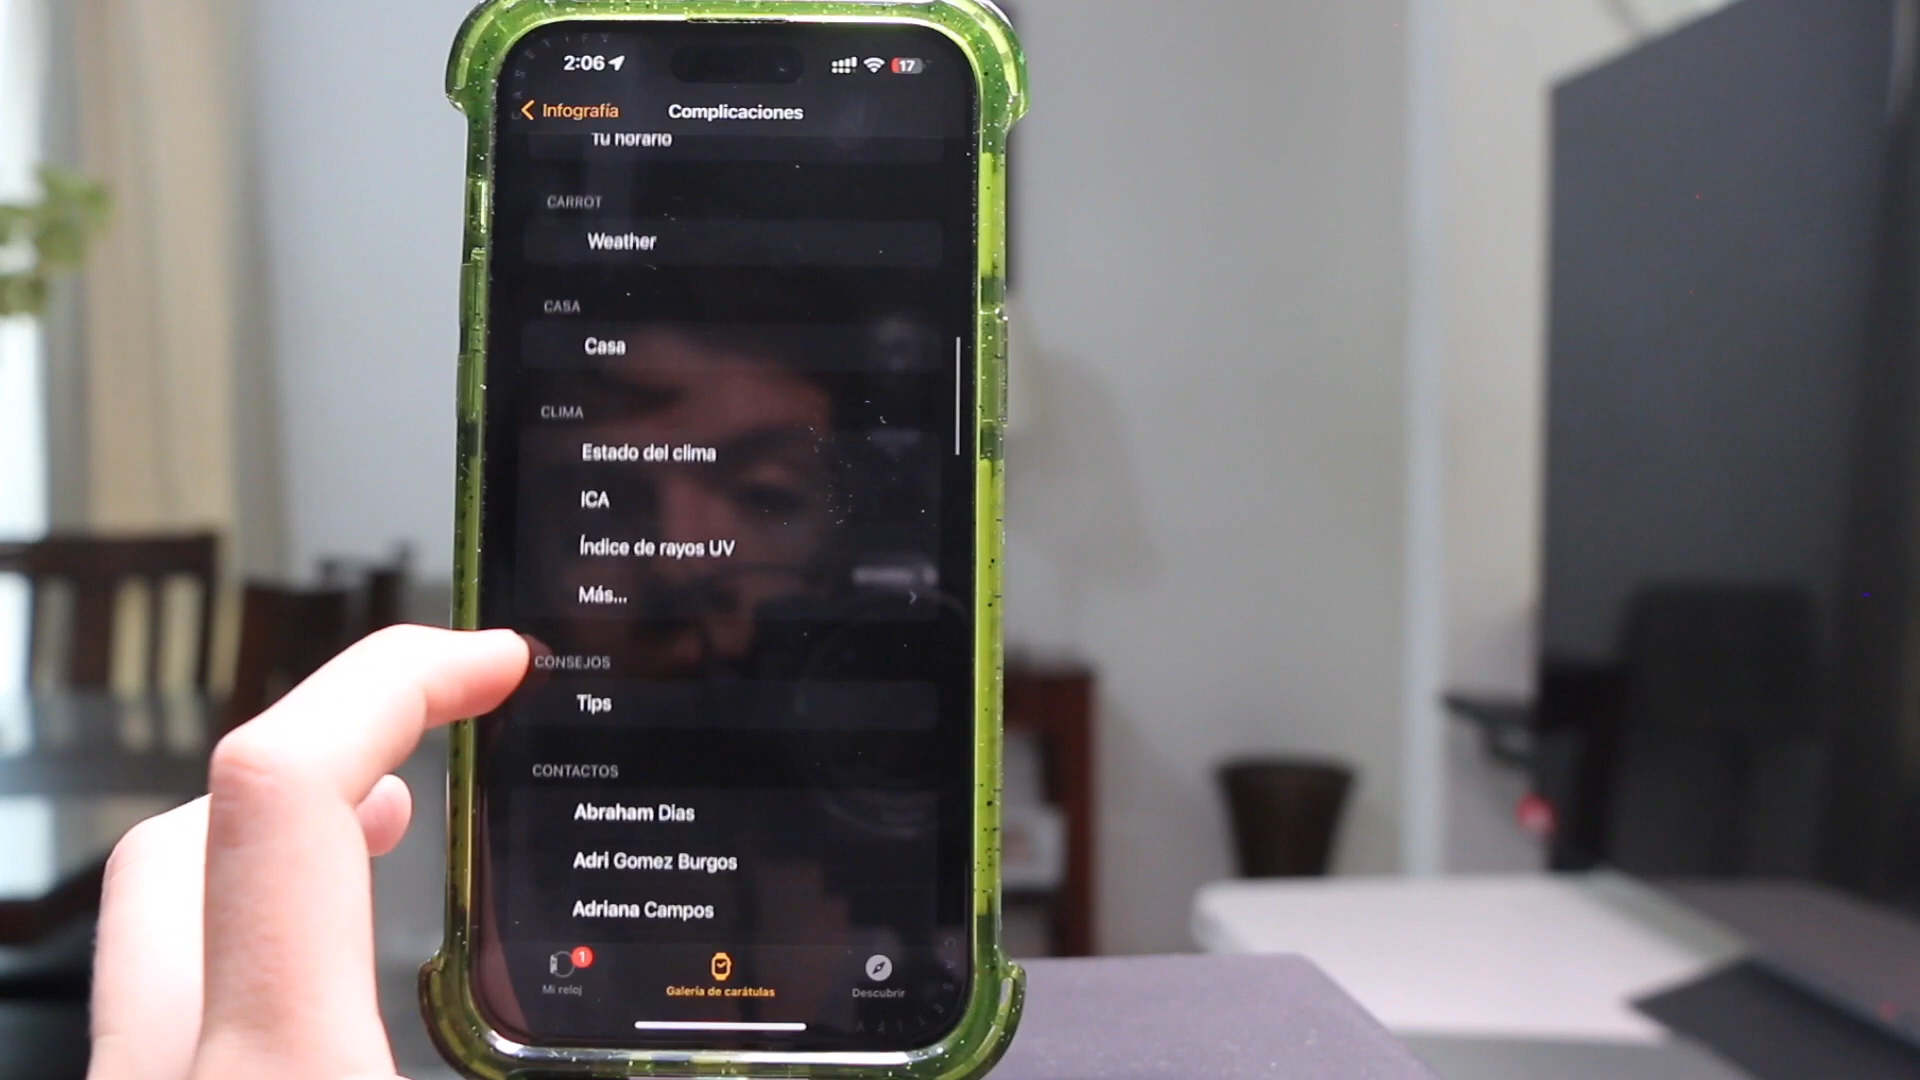 2:06
17
Infografía
Complicaciones
Tu horario
CARROT
Weather
CASA
Casa
CLIMA
Estado del clima
ICA
Índice de rayos UV
Más...
CONSEJOS
Tips
CONTACTOS
Abraham Dias
Adri Gomez Burgos
Adriana Campos
1
Mi reloj
Galería de carátulas
Descubrir